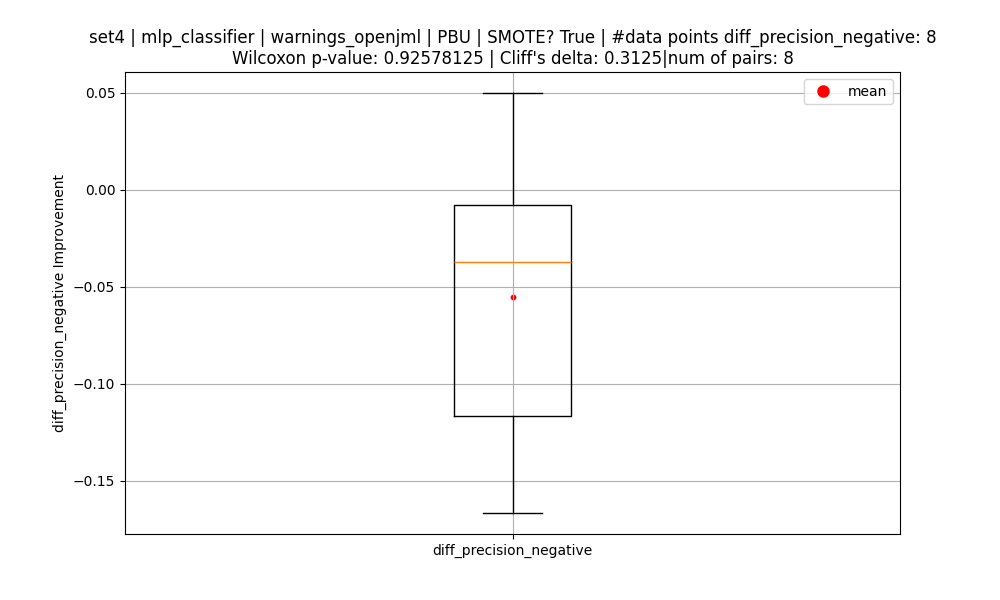 set4 | mlp_classifier | warnings_openjml | PBU | SMOTE? True | #data points diff_precision_negative: 8
Wilcoxon p-value: 0.92578125 | Cliff's delta: 0.3125|num of pairs: 8
mean
0.05
0.00
−0.05
−0.10
−0.15
diff_precision_negative Improvement
diff_precision_negative